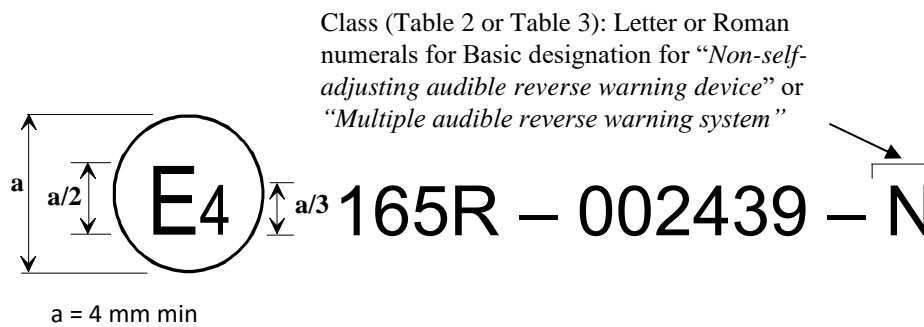 Class (Table 2 or Table 3): Letter or Roman
numerals for Basic designation for “Non-self-
adjusting audible reverse warning device” or
“Multiple audible reverse warning system”
a
a/2
E4
a/3
165R – 002439 – N
a = 4 mm min